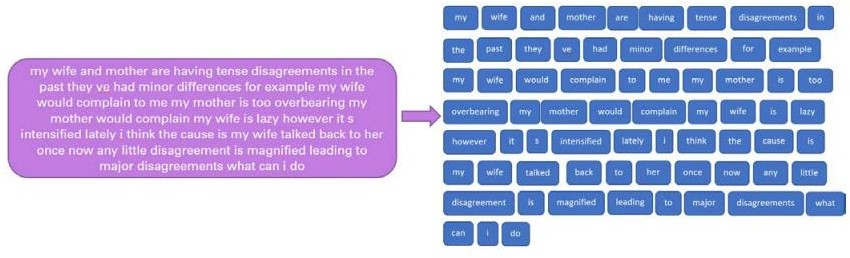 my wife and mother are having tense disagreements in the
past they ve had minor differences for example my wife
would complain to me my mother is too overbearing my
mother would complain my wife is lazy however it s
intensified lately i think the cause is my wife talked back to her
once now any little disagreement is magnified leading to
major disagreements what can i do
my wife and mother are having tense disagreements in
the past they ve had minor differences for example
my wife would complain to me my mother is too
overbearing my mother would complain my wife is lazy
however it s intensified lately i think the cause is
my wife talked back to her once now any little
disagreement is magnified leading to major disagreements what
can i do